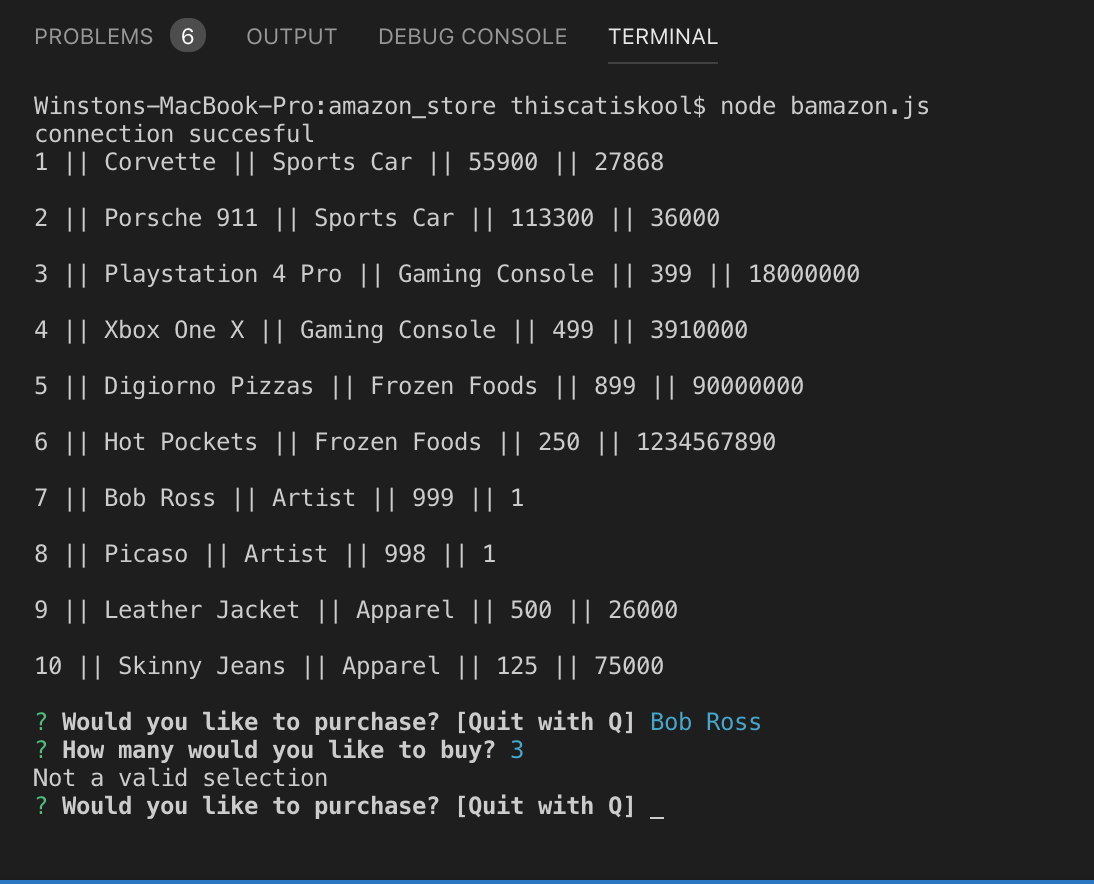 PROBLEMS 6 OUTPUT DEBUG CONSOLE TERMINAL
Winstons-MacBook-Pro:amazon_store thiscatiskool$ node bamazon.js
connection succesful
1 || Corvette || Sports Car || 55900 || 27868
2 || Porsche 911 || Sports Car || 113300 || 36000
3 || Playstation 4 Pro || Gaming Console || 399 || 18000000
4 || Xbox One X || Gaming Console || 499 || 3910000
5 || Digiorno Pizzas || Frozen Foods || 899 || 90000000
6 || Hot Pockets || Frozen Foods || 250 || 1234567890
7 || Bob Ross || Artist || 999 || 1
8 || Picaso || Artist || 998 || 1
9 || Leather Jacket || Apparel || 500 || 26000
10 || Skinny Jeans || Apparel || 125 || 75000
? Would you like to purchase? [Quit with Q] Bob Ross
? How many would you like to buy? 3
Not a valid selection
? Would you like to purchase? [Quit with Q] _